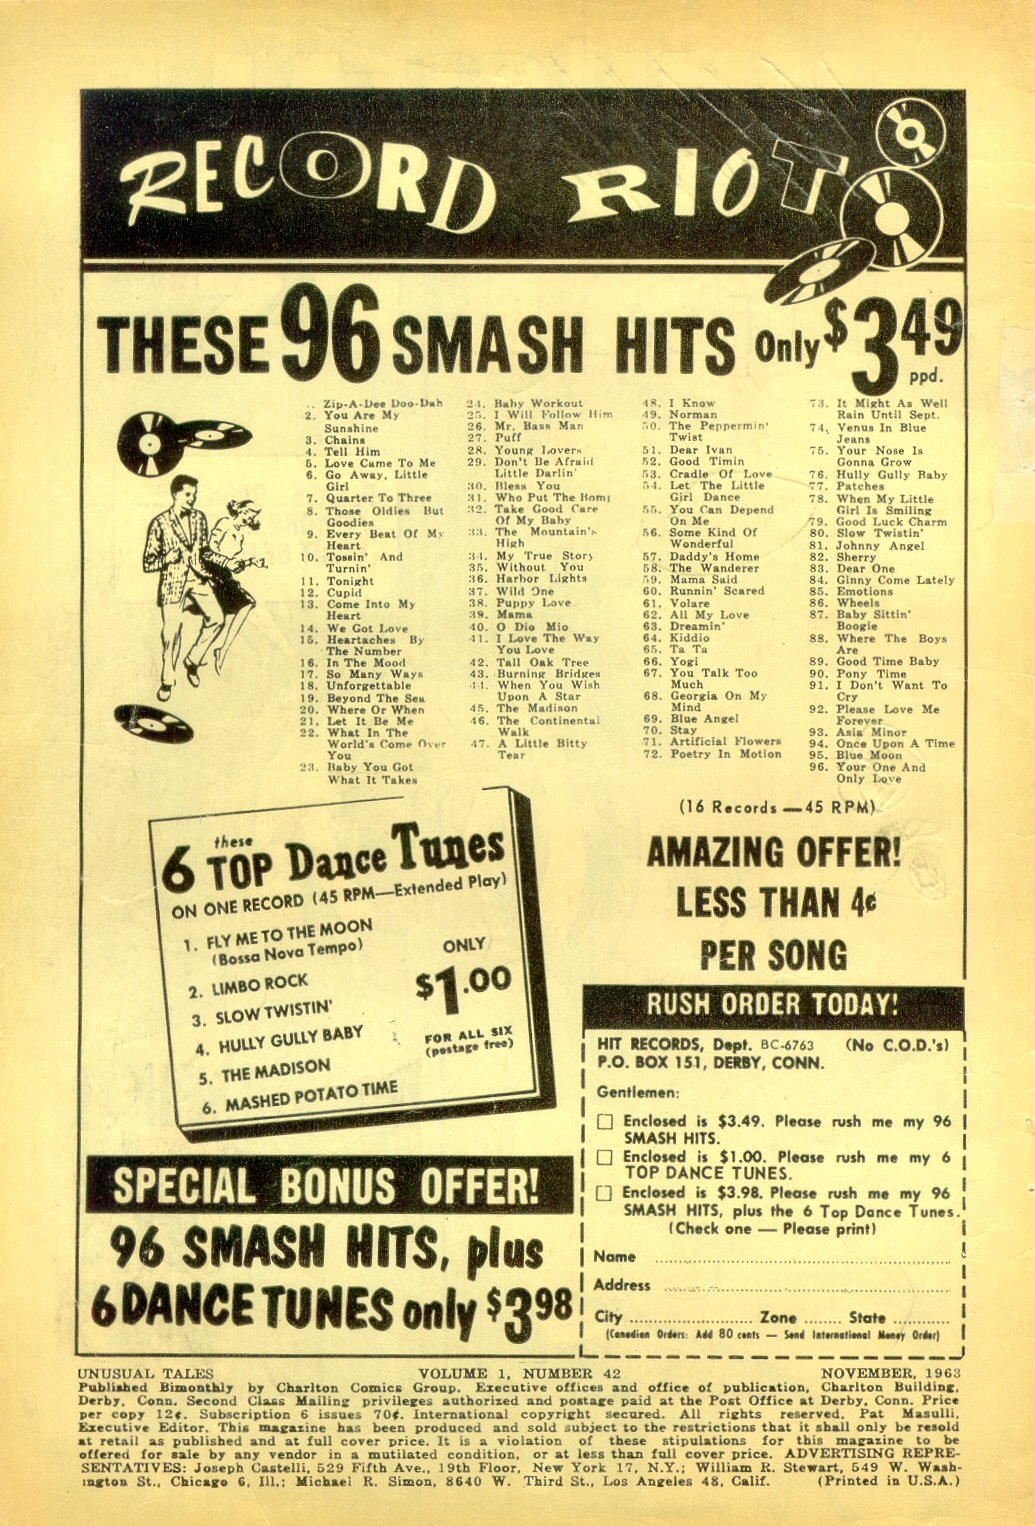 RECORD RIOT
THESE 96 SMASH HITS Only $3.49
ppd.
Zip-A-Dee Doo-Dah
2. You Are My
Sunshine
3. Chains
4. Tell Him
5. Love Came To Me
6. Go Away, Little
Girl
7. Quarter To Three
8. Those Oldies But
Goodies
9. Every Beat Of My
Heart
10. Tossin' And
Turnin'
11. Tonight
12. Cupid
13. Come Into My
Heart
14. We Got Love
15. Heartaches By
The Number
16. In The Mood
17. So Many Ways
18. Unforgettable
19. Beyond The Sea
20. Where Or When
21. Let It Be Me
22. What In The
World's Come Over
You
23. Baby You Got
What It Takes
24. Baby Workout
25. I Will Follow Him
26. Mr. Bass Man
27. Puff
28. Young Lovers
29. Don't Be Afraid
Little Darlin'
30. Bless You
31. Who Put The Bomp
32. Take Good Care
Of My Baby
33. The Mountain's
High
34. My True Story
35. Without You
36. Harbor Lights
37. Wild One
38. Puppy Love
39. Mama
40. O Dio Mio
41. I Love The Way
You Love
42. Tall Oak Tree
43. Burning Bridges
44. When You Wish
Upon A Star
45. The Madison
46. The Continental
Walk
47. A Little Bitty
Tear
48. I Know
49. Norman
50. The Peppermin'
Twist
51. Dear Ivan
52. Good Timin
53. Cradle Of Love
54. Let The Little
Girl Dance
55. You Can Depend
On Me
56. Some Kind Of
Wonderful
57. Daddy's Home
58. The Wanderer
59. Mama Said
60. Runnin' Scared
61. Volare
62. All My Love
63. Dreamin'
64. Kiddio
65. Ta Ta
66. Yogi
67. You Talk Too
Much
68. Georgia On My
Mind
69. Blue Angel
70. Stay
71. Artificial Flowers
72. Poetry In Motion
73. It Might As Well
Rain Until Sept.
74. Venus In Blue
Jeans
75. Your Nose Is
Gonna Grow
76. Hully Gully Baby
77. Patches
78. When My Little
Girl Is Smiling
79. Good Luck Charm
80. Slow Twistin'
81. Johnny Angel
82. Sherry
83. Dear One
84. Ginny Come Lately
85. Emotions
86. Wheels
87. Baby Sittin'
Boogie
88. Where The Boys
Are
89. Good Time Baby
90. Pony Time
91. I Don't Want To
Cry
92. Please Love Me
Forever
93. Asia Minor
94. Once Upon A Time
95. Blue Moon
96. Your One And
Only Love
(16 Records — 45 RPM)
AMAZING OFFER!
LESS THAN 4¢
PER SONG
these
6 TOP Dance Tunes
ON ONE RECORD (45 RPM—Extended Play)
1. FLY ME TO THE MOON
(Bossa Nova Tempo)
2. LIMBO ROCK
3. SLOW TWISTIN'
4. HULLY GULLY BABY
5. THE MADISON
6. MASHED POTATO TIME
ONLY
$1.00
FOR ALL SIX
(postage free)
SPECIAL BONUS OFFER!
96 SMASH HITS, plus
6 DANCE TUNES only $3.98
RUSH ORDER TODAY!
HIT RECORDS, Dept. BC-6763 (No C.O.D.'s)
P.O. BOX 151, DERBY, CONN.
Gentlemen:
Enclosed is $3.49. Please rush me my 96
SMASH HITS.
Enclosed is $1.00. Please rush me my 6
TOP DANCE TUNES.
Enclosed is $3.98. Please rush me my 96
SMASH HITS, plus the 6 Top Dance Tunes.
(Check one — Please print)
Name
Address
City Zone State
(Canadian Orders: Add 80 cents — Send International Money Order)
UNUSUAL TALES VOLUME 1, NUMBER 42 NOVEMBER, 1963
Published Bimonthly by Charlton Comics Group. Executive offices and office of publication, Charlton Building,
Derby, Conn. Second Class Mailing privileges authorized and postage paid at the Post Office at Derby, Conn. Price
per copy 12¢. Subscription 6 issues 70¢. International copyright secured. All rights reserved. Pat Masulli,
Executive Editor. This magazine has been produced and sold subject to the restrictions that it shall only be resold
at retail as published and at full cover price. It is a violation of these stipulations for this magazine to be
offered for sale by any vendor in a mutilated condition, or at less than full cover price. ADVERTISING REPRE-
SENTATIVES: Joseph Castelli, 529 Fifth Ave., 19th Floor, New York 17, N.Y.; William R. Stewart, 549 W. Wash-
ington St., Chicago 6, Ill.; Michael R. Simon, 8640 W. Third St., Los Angeles 48, Calif. (Printed in U.S.A.)